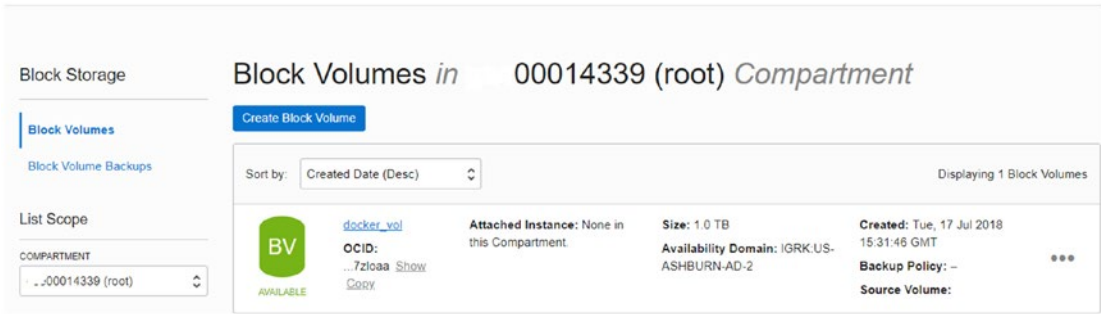 Block Storage
Block Volumes
Block Volume Backups
List Scope
COMPARTMENT
00014339 (root)
Block Volumes in 00014339 (root) Compartment
Create Block Volume
Sort by: Created Date (Desc)
Displaying 1 Block Volumes
BV
AVAILABLE
docker_vol
OCID:
...7zloaa Show
Copy
Attached Instance: None in
this Compartment.
Size: 1.0 TB
Availability Domain: IGRK:US-
ASHBURN-AD-2
Created: Tue, 17 Jul 2018
15:31:46 GMT
Backup Policy: –
Source Volume: